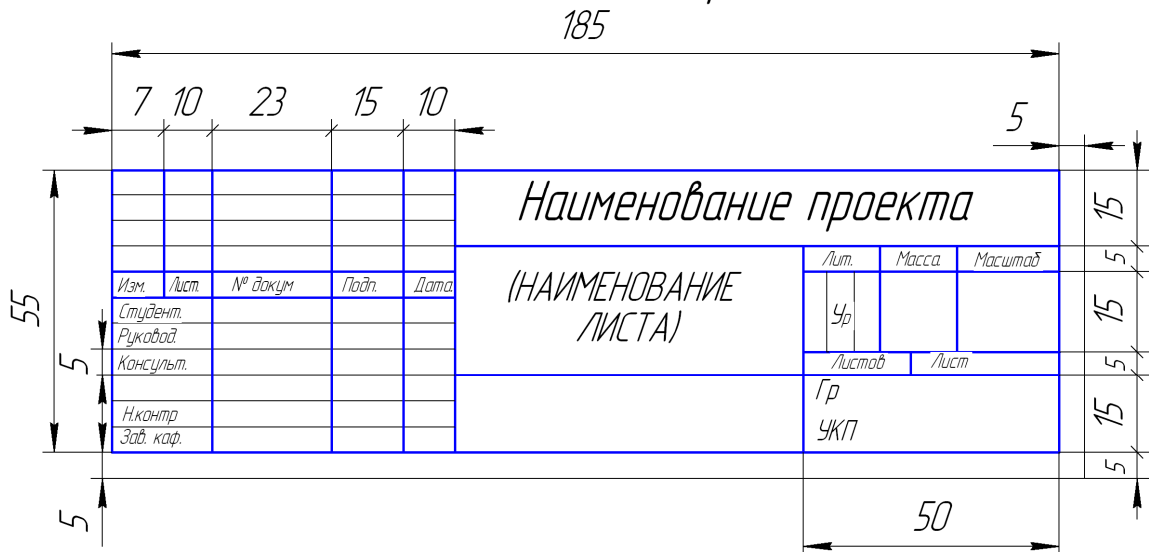 185
7 10 23 15 10 5
Наименование проекта
15
Лит. Масса Масштаб 5
(НАИМЕНОВАНИЕ
ЛИСТА)
Изм. Лист. № докум Подп. Дата
55
Студент.
Ур
15
Руковод.
5
Консульт.
Листов Лист 5
Гр
15
Н.контр
УКП
Зав. каф.
5
5
50